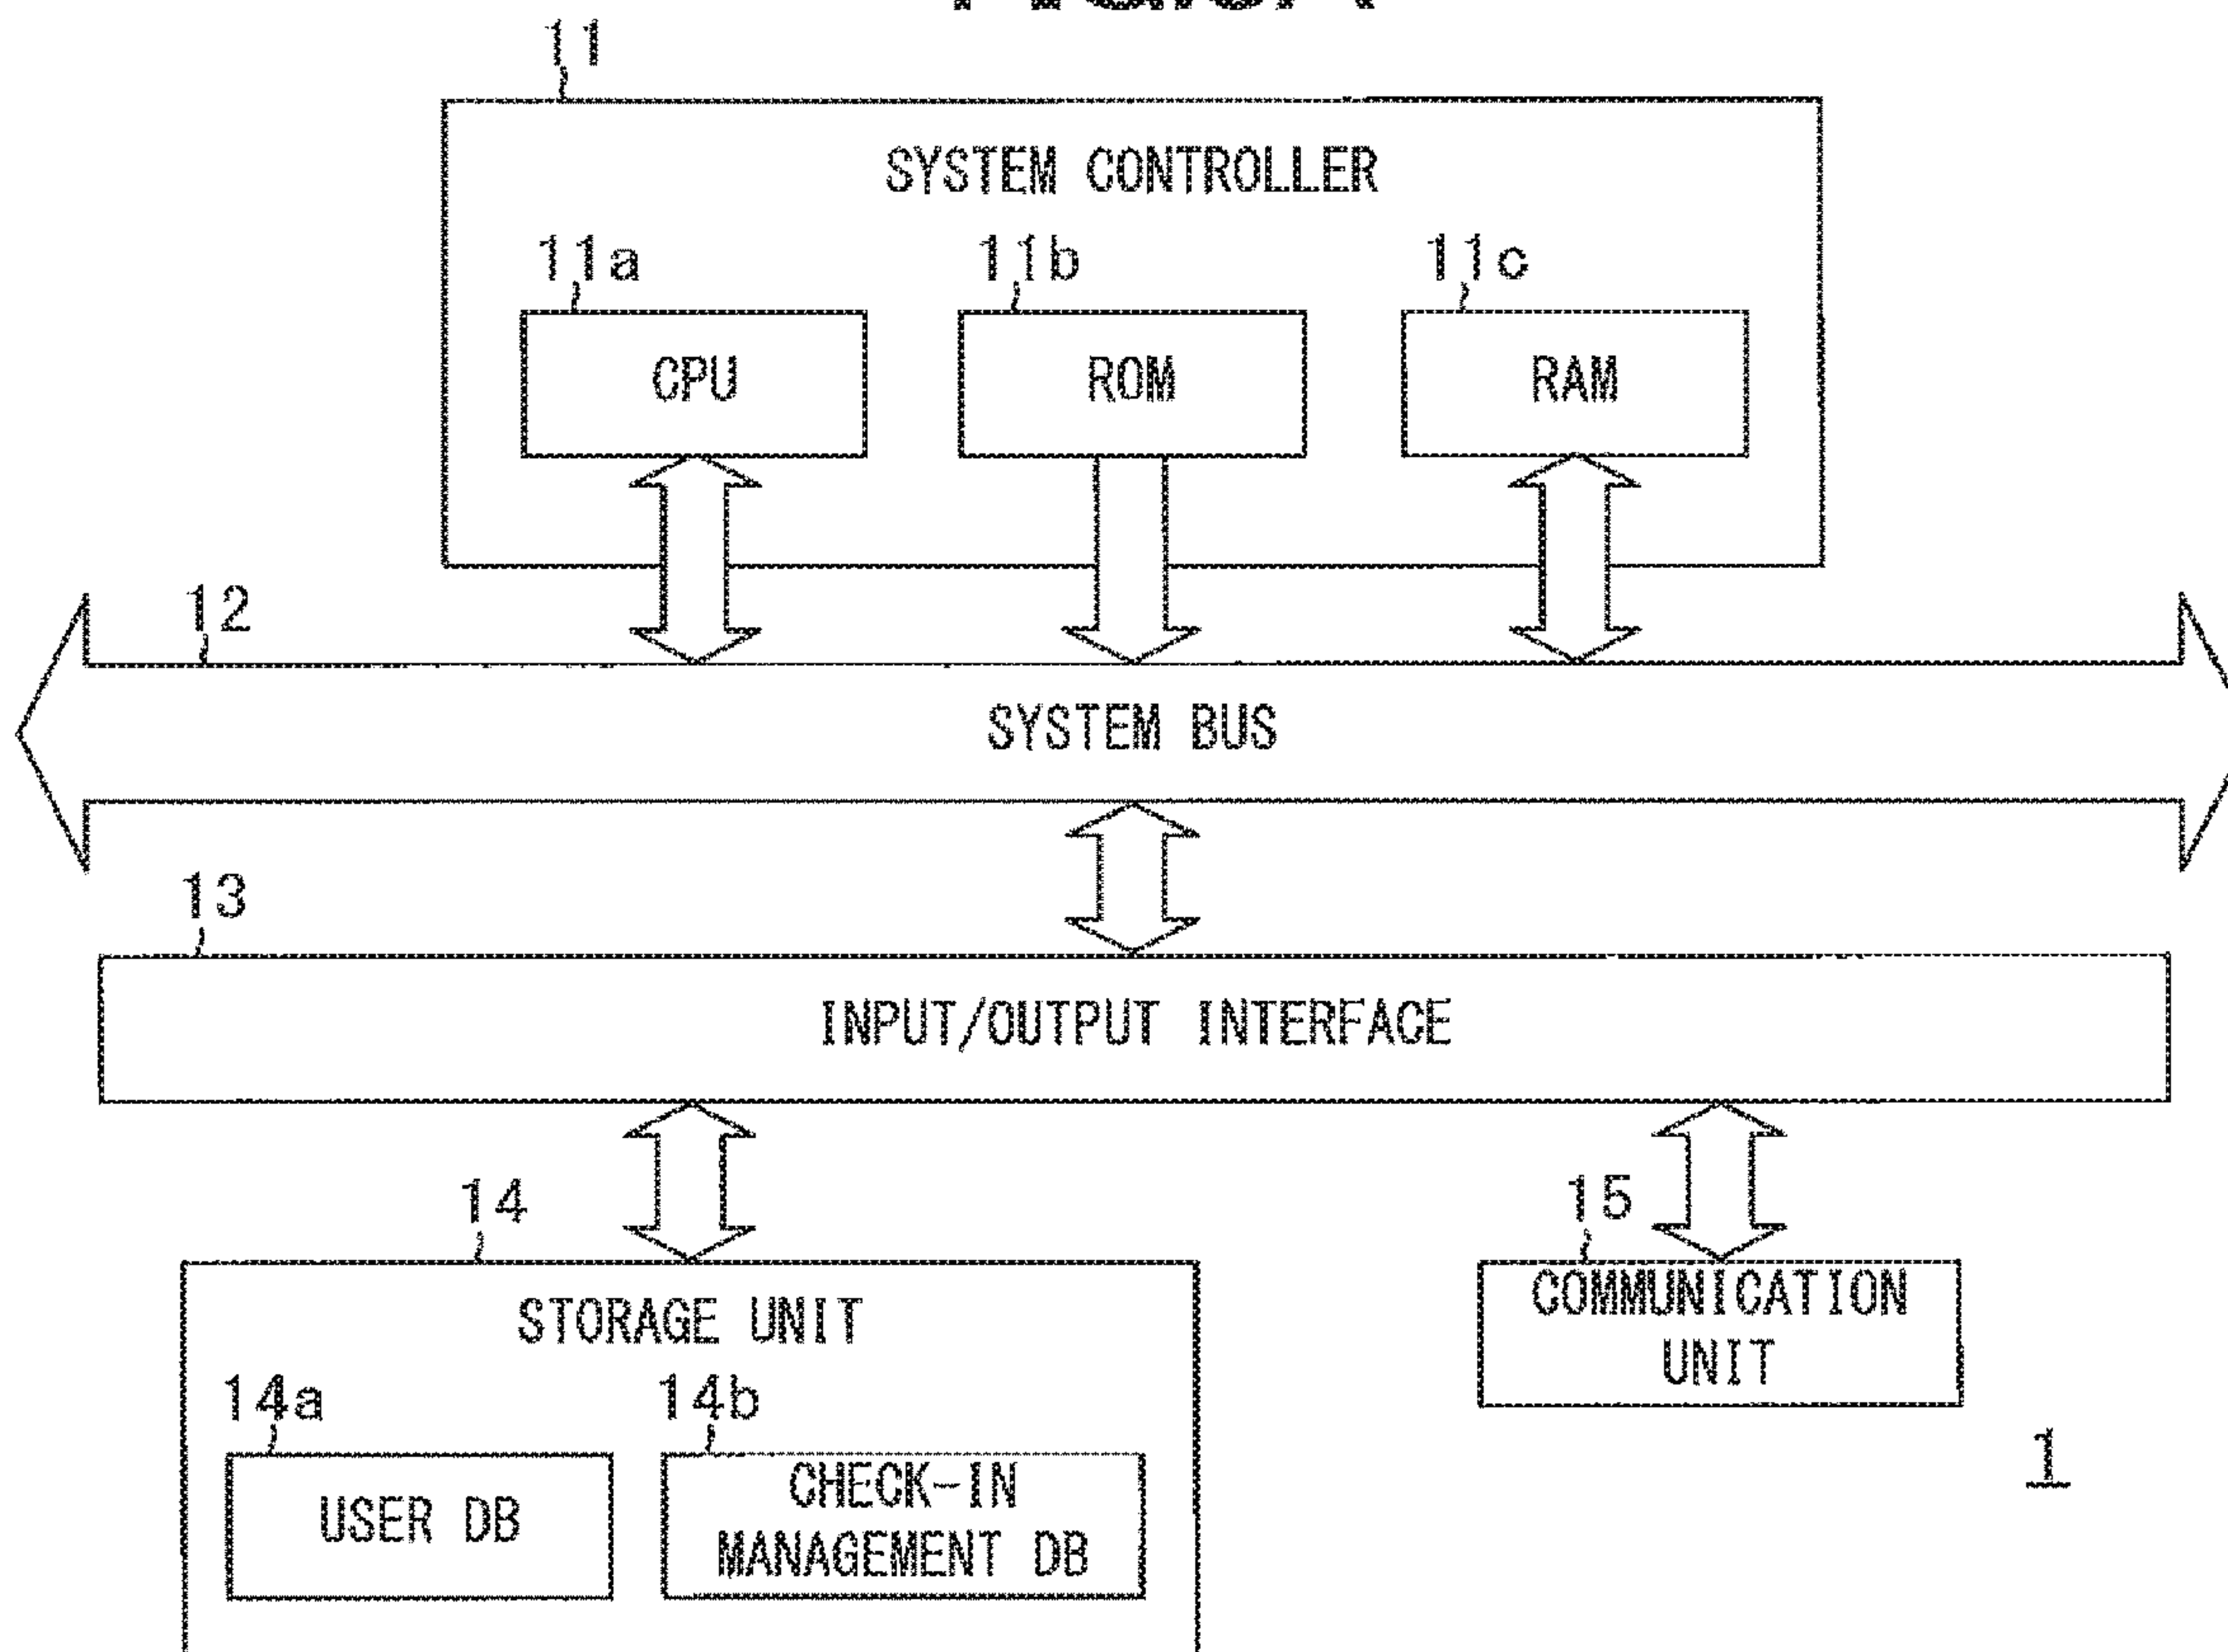 11
SYSTEM CONTROLLER
11a 11b 11c
CPU ROM RAM
12
SYSTEM BUS
13
INPUT/OUTPUT INTERFACE
14 15
STORAGE UNIT
COMMUNICATION
UNIT
14a 14b
USER DB
CHECK-IN
MANAGEMENT DB
1